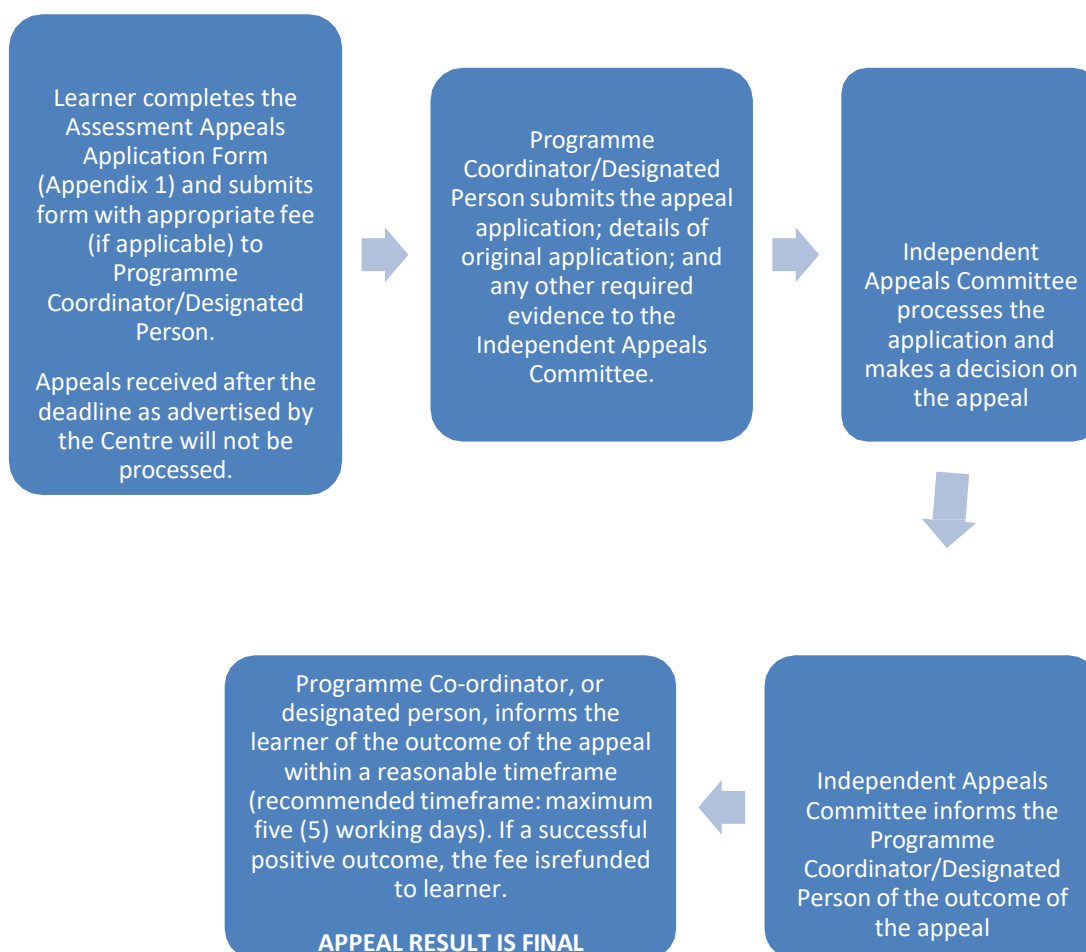 Learner completes the
Assessment Appeals
Application Form
(Appendix 1) and submits
form with appropriate fee
(if applicable) to
Programme
Coordinator/Designated
Person.
Appeals received after the
deadline as advertised by
the Centre will not be
processed.
Programme
Coordinator/Designated
Person submits the appeal
application; details of
original application; and
any other required
evidence to the
Independent Appeals
Committee.
Independent
Appeals Committee
processes the
application and
makes a decision on
the appeal
Independent Appeals
Committee informs the
Programme
Coordinator/Designated
Person of the outcome of
the appeal
Programme Co-ordinator, or
designated person, informs the
learner of the outcome of the appeal
within a reasonable timeframe
(recommended timeframe: maximum
five (5) working days). If a successful
positive outcome, the fee isrefunded
to learner.
APPEAL RESULT IS FINAL